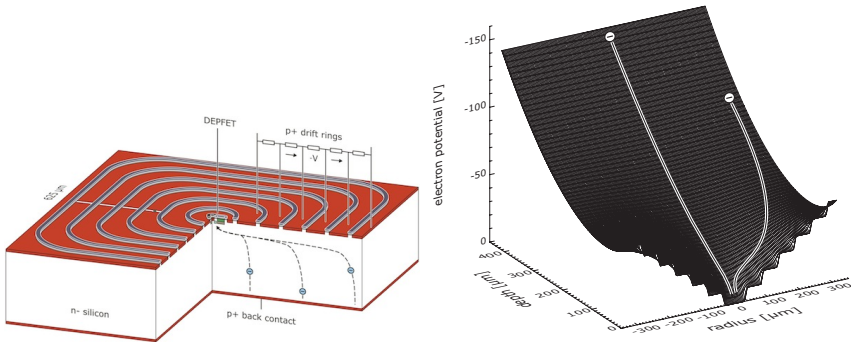 DEPFET
p+ drift rings
-V
625 µm
n- silicon
p+ back contact
electron potential [V]
-150
-100
-50
0
depth [µm]
400
300
200
100
0
radius [µm]
-300 -200 -100 0 100 200 300